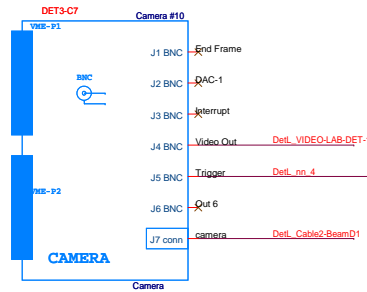 DET3-C7
Camera #10
VME-P1
J1 BNC End Frame
BNC
J2 BNC DAC-1
J3 BNC Interrupt
J4 BNC Video Out DetL_VIDEO-LAB-DET-
J5 BNC Trigger DetL_nn_4
VME-P2
J6 BNC Out 6
J7 conn camera DetL_Cable2-BeamD1
CAMERA
Camera